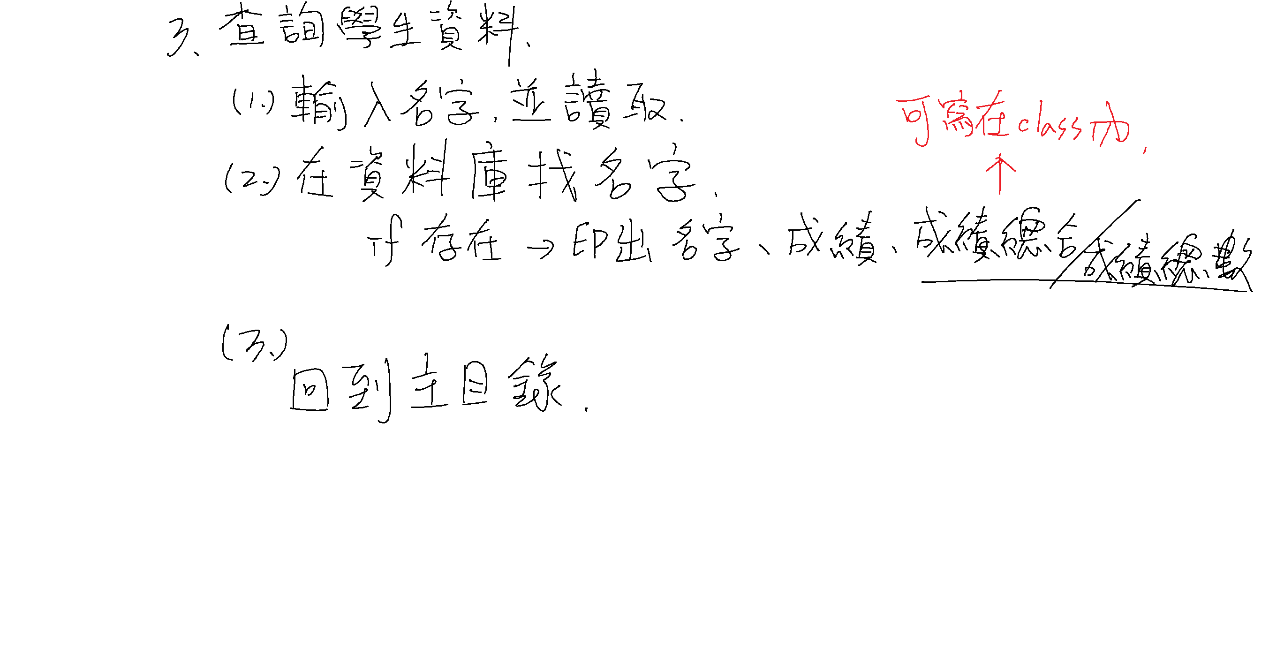 3、查詢學生資料.
(1.) 輸入名字, 並讀取.
可寫在class內,
(2.) 在資料庫找名字.
if 存在 → 印出 名字、成績、成績總合/成績總數
(3.)
回到主目錄.